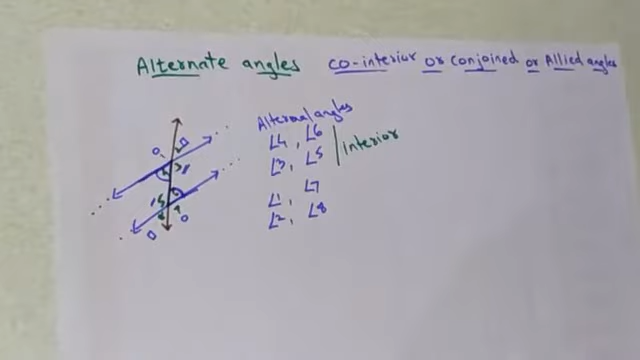 Alternate angles co-interior or conjoined or Allied angles
Alternal angles
∠4, ∠6
∠3, ∠5
Interior
∠1, ∠7
∠2, ∠8